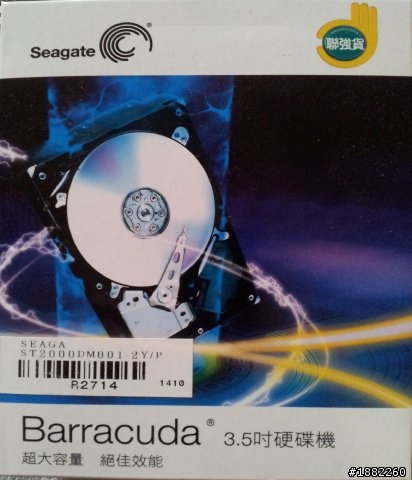 Seagate
聯強貨
SEAGA
ST2000DM001-2Y/P
R2714 1410
Barracuda® 3.5吋硬碟機
超大容量 絕佳效能
#1882260